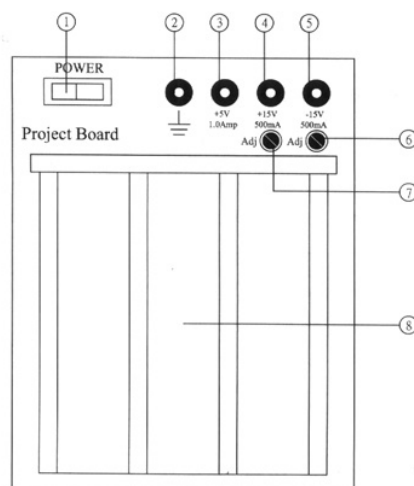 1 2 3 4 5
POWER
+5V +15V -15V
1.0Amp 500mA 500mA
Project Board Adj Adj 6
7
8